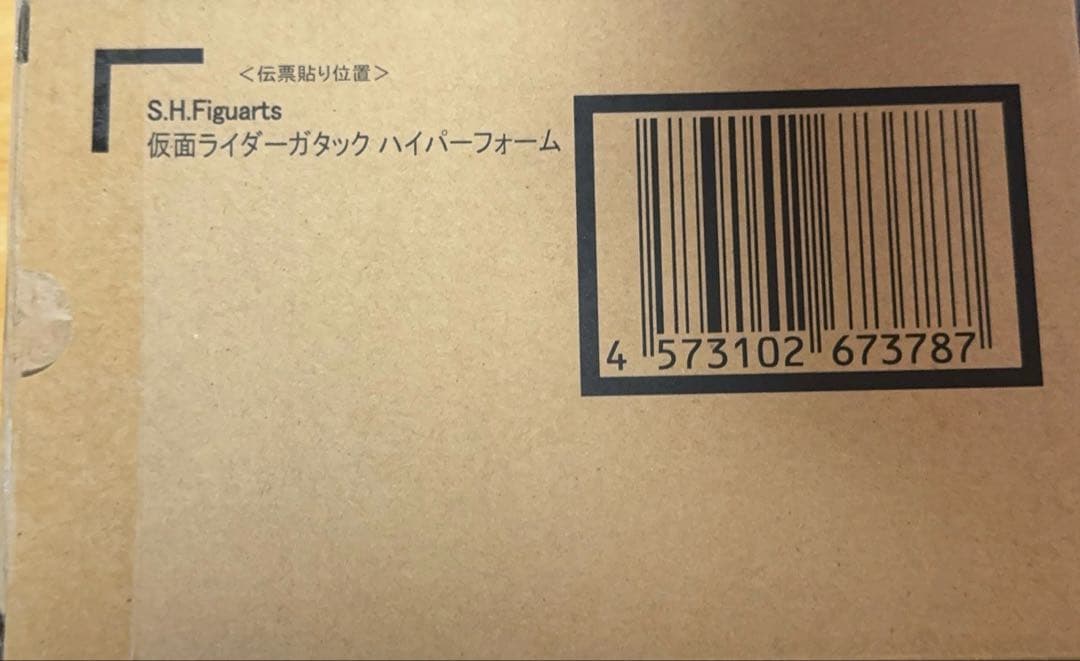 ＜伝票貼り位置＞
S.H.Figuarts
仮面ライダーガタック ハイパーフォーム
4 573102 673787